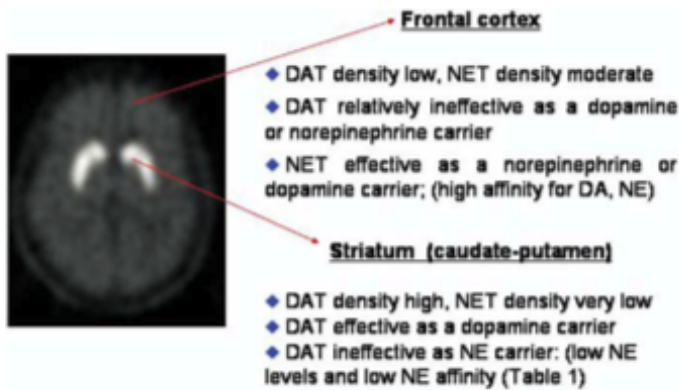 Frontal cortex
◆ DAT density low, NET density moderate
◆ DAT relatively ineffective as a dopamine
or norepinephrine carrier
◆ NET effective as a norepinephrine or
dopamine carrier; (high affinity for DA, NE)
Striatum (caudate-putamen)
◆ DAT density high, NET density very low
◆ DAT effective as a dopamine carrier
◆ DAT ineffective as NE carrier: (low NE
levels and low NE affinity (Table 1)